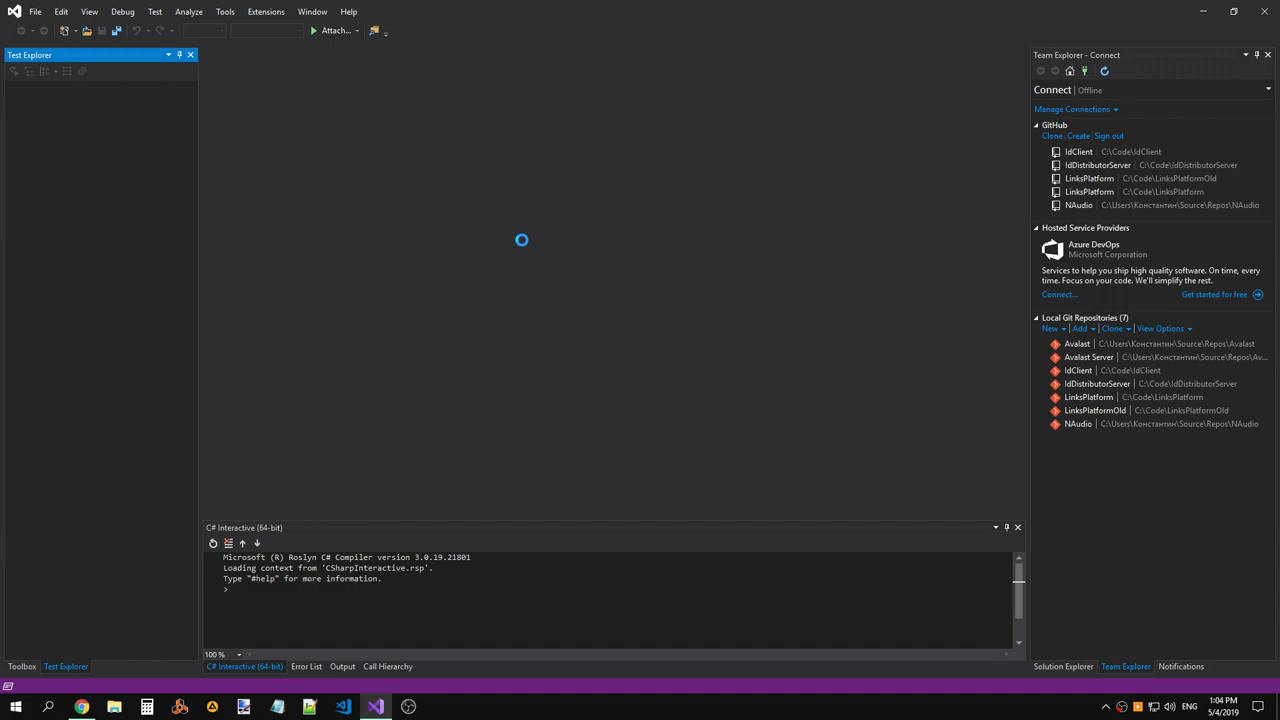 File Edit View Debug Test Analyze Tools Extensions Window Help
Attach...
Test Explorer
Team Explorer - Connect
Connect | Offline
Manage Connections
GitHub
Clone Create Sign out
IdClient | C:\Code\IdClient
IdDistributorServer | C:\Code\IdDistributorServer
LinksPlatform | C:\Code\LinksPlatformOld
LinksPlatform | C:\Code\LinksPlatform
NAudio | C:\Users\Константин\Source\Repos\NAudio
Hosted Service Providers
Azure DevOps
Microsoft Corporation
Services to help you ship high quality software. On time, every
time. Focus on your code. We'll simplify the rest.
Connect... Get started for free
Local Git Repositories (7)
New | Add | Clone | View Options
Avalast | C:\Users\Константин\Source\Repos\Avalast
Avalast Server | C:\Users\Константин\Source\Repos\Av...
IdClient | C:\Code\IdClient
IdDistributorServer | C:\Code\IdDistributorServer
LinksPlatform | C:\Code\LinksPlatform
LinksPlatformOld | C:\Code\LinksPlatformOld
NAudio | C:\Users\Константин\Source\Repos\NAudio
C# Interactive (64-bit)
Microsoft (R) Roslyn C# Compiler version 3.0.19.21801
Loading context from 'CSharpInteractive.rsp'.
Type "#help" for more information.
>
100 %
Toolbox Test Explorer
C# Interactive (64-bit) Error List Output Call Hierarchy
Solution Explorer Team Explorer Notifications
ENG
1:04 PM
5/4/2019